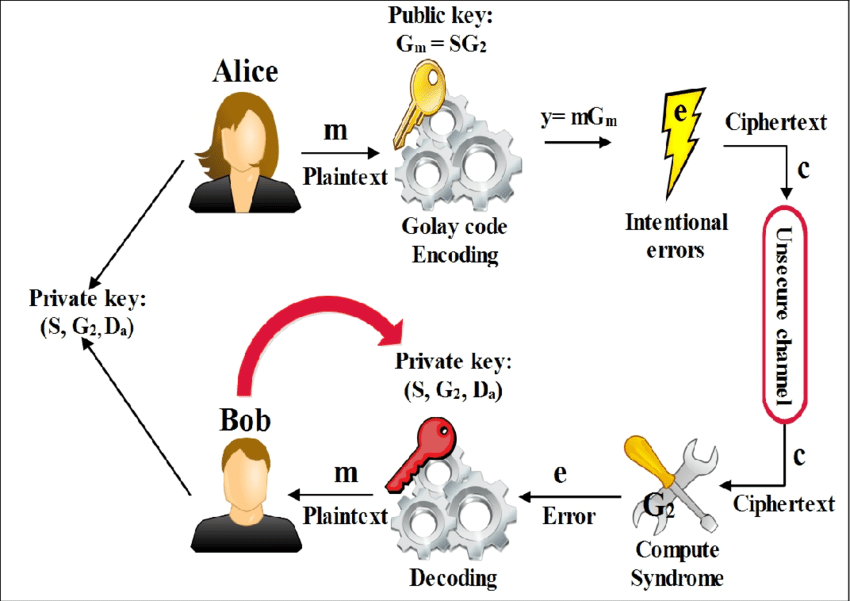 Public key:
Gₘ = SG₂
Alice
m
Plaintext
Golay code
Encoding
y= mGₘ
e
Intentional
errors
Ciphertext
c
Unsecure channel
c
Ciphertext
G₂
Compute
Syndrome
e
Error
Private key:
(S, G₂, Dₐ)
Decoding
m
Plaintext
Bob
Private key:
(S, G₂, Dₐ)